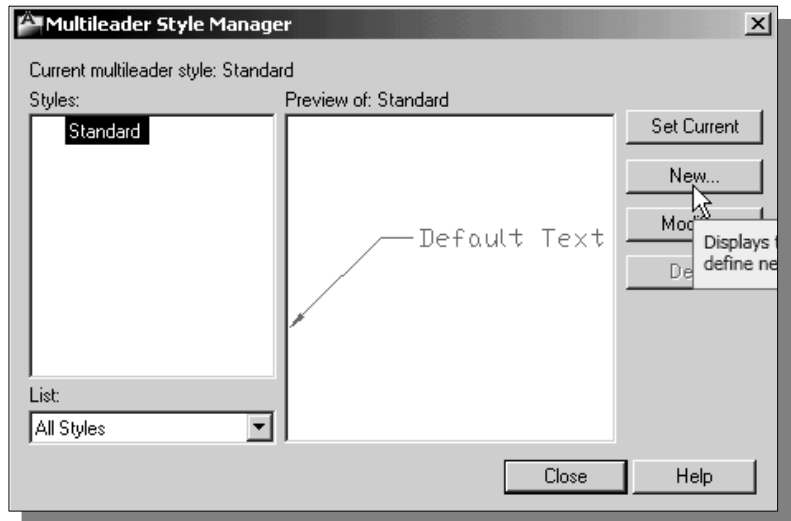 Multileader Style Manager
Current multileader style: Standard
Styles:
Standard
List:
All Styles
Preview of: Standard
Default Text
Set Current
New...
Displays
define
Close
Help